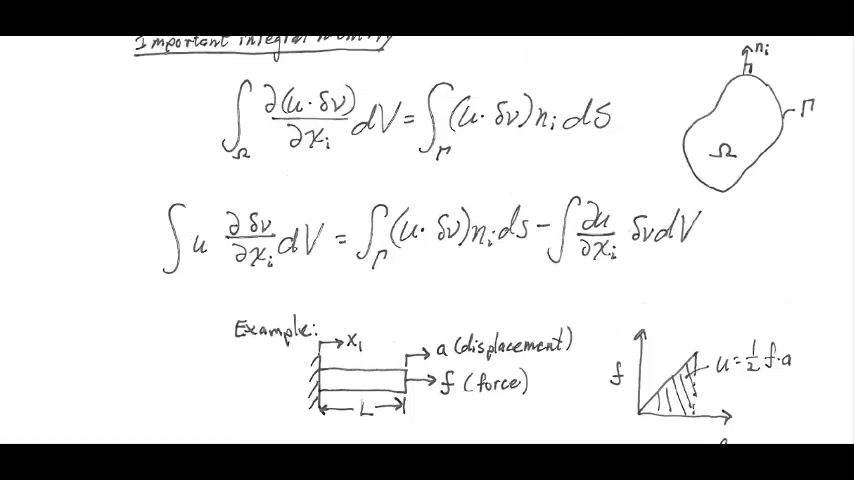 Important integral identity
∫_Ω ∂(u·δv)/∂x_i dV = ∫_Γ (u·δv) n_i dS
n_i
Γ
Ω
∫ u ∂δv/∂x_i dV = ∫_Γ (u·δv) n_i ds − ∫ ∂u/∂x_i δv dV
Example:
x₁
a (displacement)
f (force)
L
f
u = 1/2 f·a